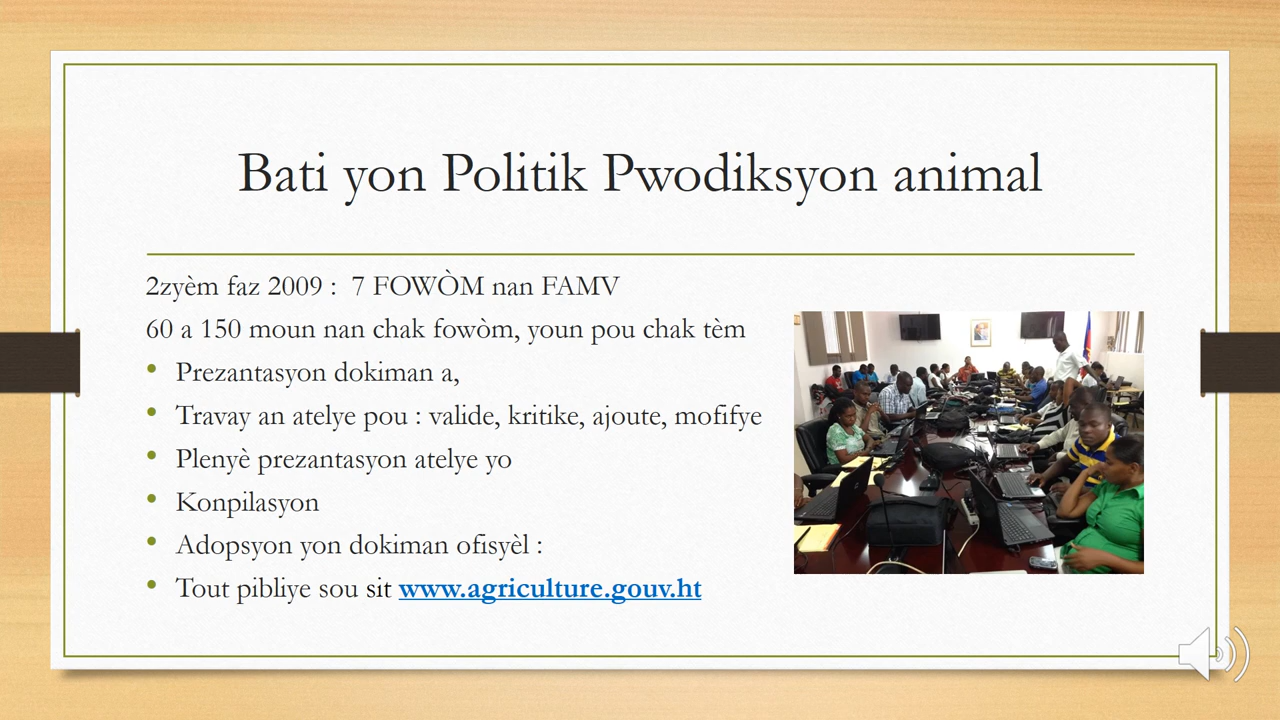 Bati yon Politik Pwodiksyon animal
2zyèm faz 2009 : 7 FOWÒM nan FAMV
60 a 150 moun nan chak fowòm, youn pou chak tèm
• Prezantasyon dokiman a,
• Travay an atelye pou : valide, kritike, ajoute, mofifye
• Plenyè prezantasyon atelye yo
• Konpilasyon
• Adopsyon yon dokiman ofisyèl :
• Tout pibliye sou sit www.agriculture.gouv.ht